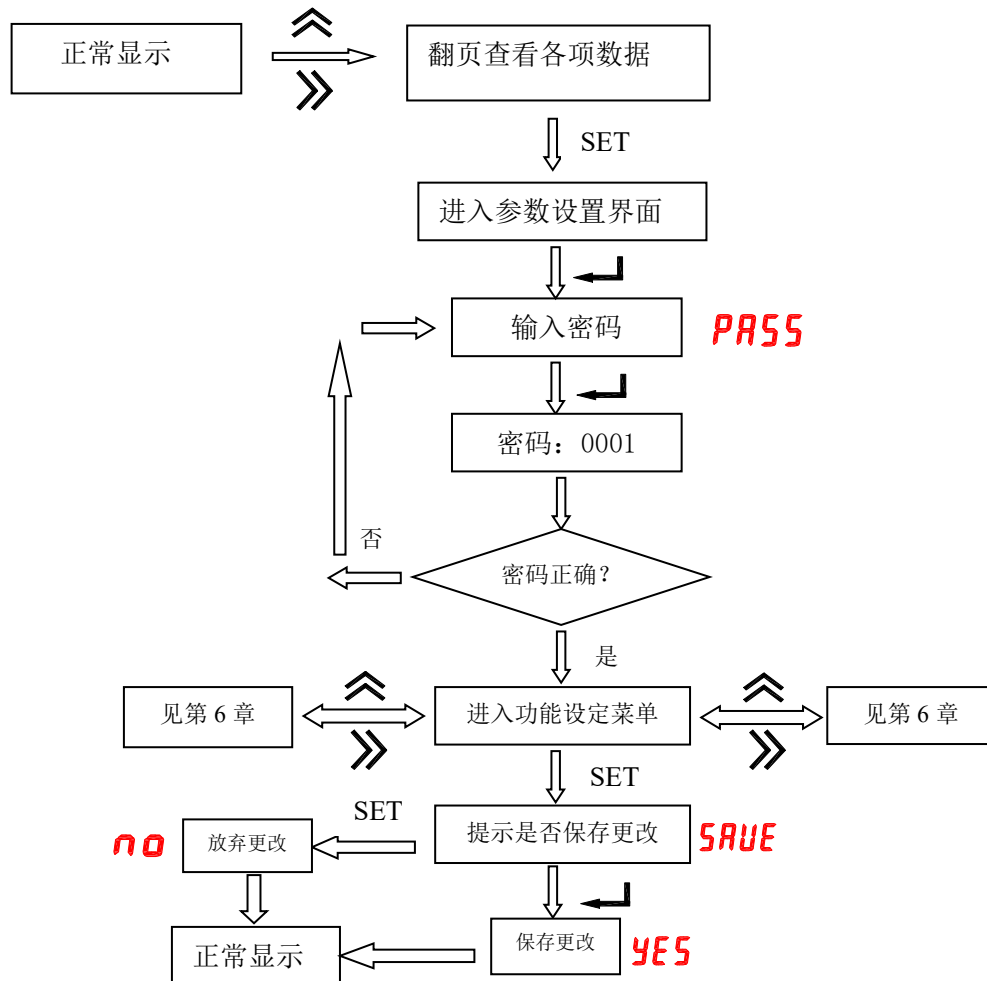 正常显示
翻页查看各项数据
SET
进入参数设置界面
输入密码
PASS
密码：0001
否
密码正确？
是
见第 6 章
进入功能设定菜单
见第 6 章
SET
SET
no
放弃更改
提示是否保存更改
SAVE
正常显示
保存更改
YES